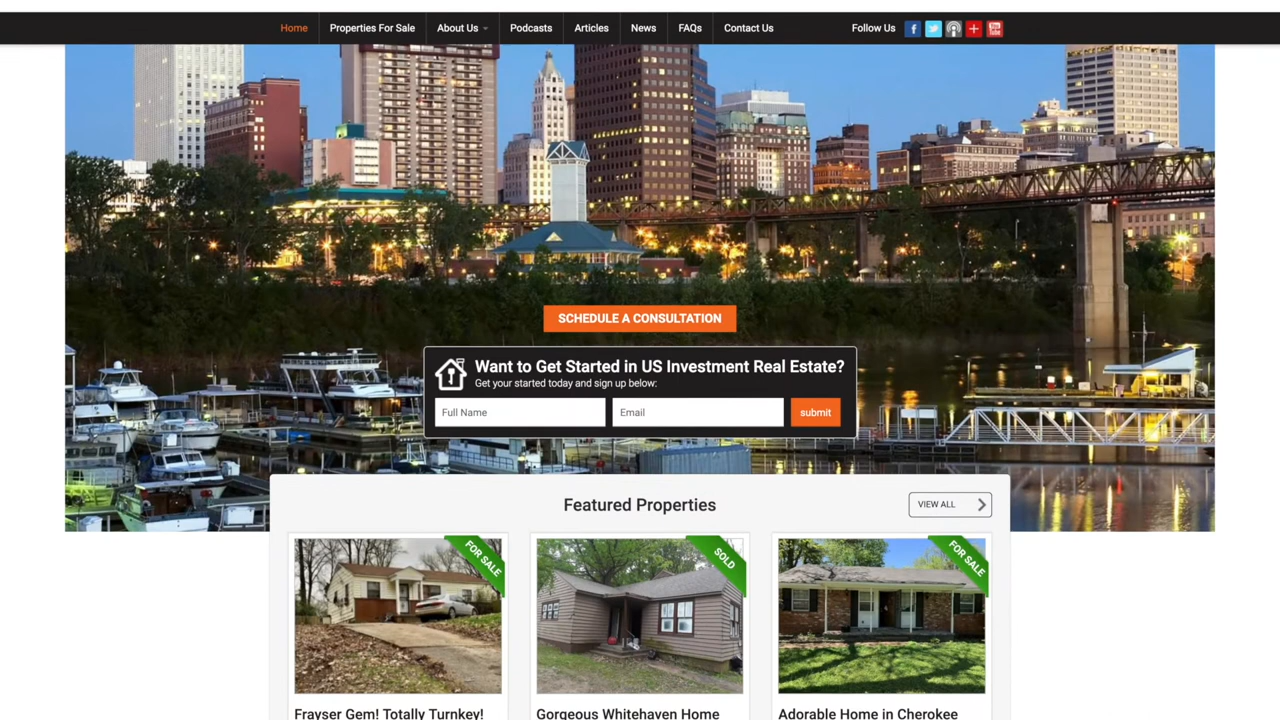 Home Properties For Sale About Us Podcasts Articles News FAQs Contact Us Follow Us
SCHEDULE A CONSULTATION
Want to Get Started in US Investment Real Estate?
Get your started today and sign up below:
Full Name Email submit
Featured Properties VIEW ALL
FOR SALE SOLD FOR SALE
Frayser Gem! Totally Turnkey! Gorgeous Whitehaven Home Adorable Home in Cherokee